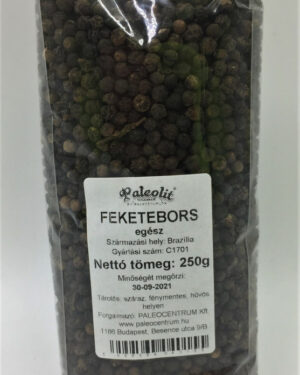 Paleolit
FEKETEBORS
egész
Származási hely: Brazília
Gyártási szám: C1701
Nettó tömeg: 250g
Minőségét megőrzi:
30-09-2021
Tárolás: száraz, fénymentes, hűvös
helyen
Forgalmazó: PALEOCENTRUM Kft.
www.paleocentrum.hu
1186 Budapest, Besence utca 9/B